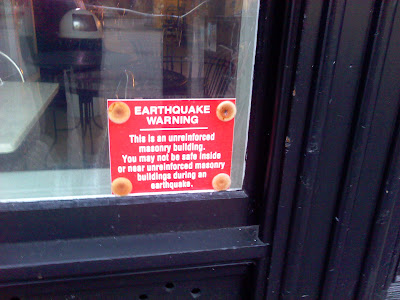 EARTHQUAKE
WARNING
This is an unreinforced
masonry building.
You may not be safe inside
or near unreinforced masonry
buildings during an
earthquake.